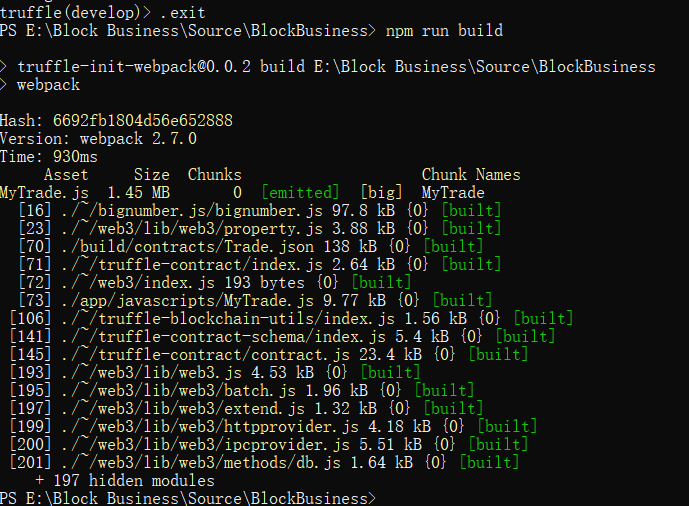 truffle(develop)> .exit
PS E:\Block Business\Source\BlockBusiness> npm run build
> truffle-init-webpack@0.0.2 build E:\Block Business\Source\BlockBusiness
> webpack
Hash: 6692fb1804d56e652888
Version: webpack 2.7.0
Time: 930ms
Asset Size Chunks Chunk Names
MyTrade.js 1.45 MB 0 [emitted] [big] MyTrade
[16] ./~/bignumber.js/bignumber.js 97.8 kB {0} [built]
[23] ./~/web3/lib/web3/property.js 3.88 kB {0} [built]
[70] ./build/contracts/Trade.json 138 kB {0} [built]
[71] ./~/truffle-contract/index.js 2.64 kB {0} [built]
[72] ./~/web3/index.js 193 bytes {0} [built]
[73] ./app/javascripts/MyTrade.js 9.77 kB {0} [built]
[106] ./~/truffle-blockchain-utils/index.js 1.56 kB {0} [built]
[141] ./~/truffle-contract-schema/index.js 5.4 kB {0} [built]
[145] ./~/truffle-contract/contract.js 23.4 kB {0} [built]
[193] ./~/web3/lib/web3.js 4.53 kB {0} [built]
[195] ./~/web3/lib/web3/batch.js 1.96 kB {0} [built]
[197] ./~/web3/lib/web3/extend.js 1.32 kB {0} [built]
[199] ./~/web3/lib/web3/httpprovider.js 4.18 kB {0} [built]
[200] ./~/web3/lib/web3/ipcprovider.js 5.51 kB {0} [built]
[201] ./~/web3/lib/web3/methods/db.js 1.64 kB {0} [built]
+ 197 hidden modules
PS E:\Block Business\Source\BlockBusiness>